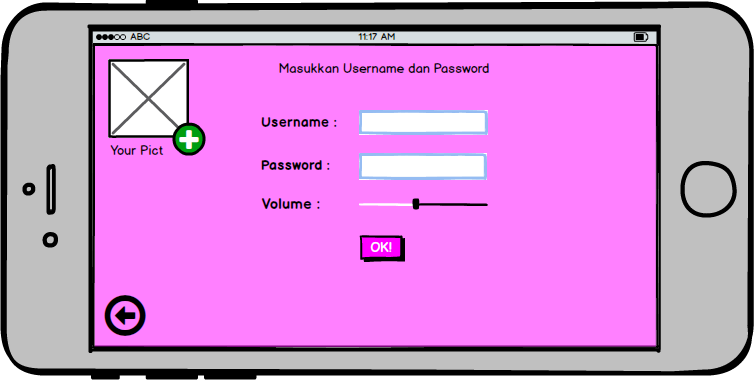 ABC 11:17 AM
Masukkan Username dan Password
Username :
Your Pict
Password :
Volume :
OK!